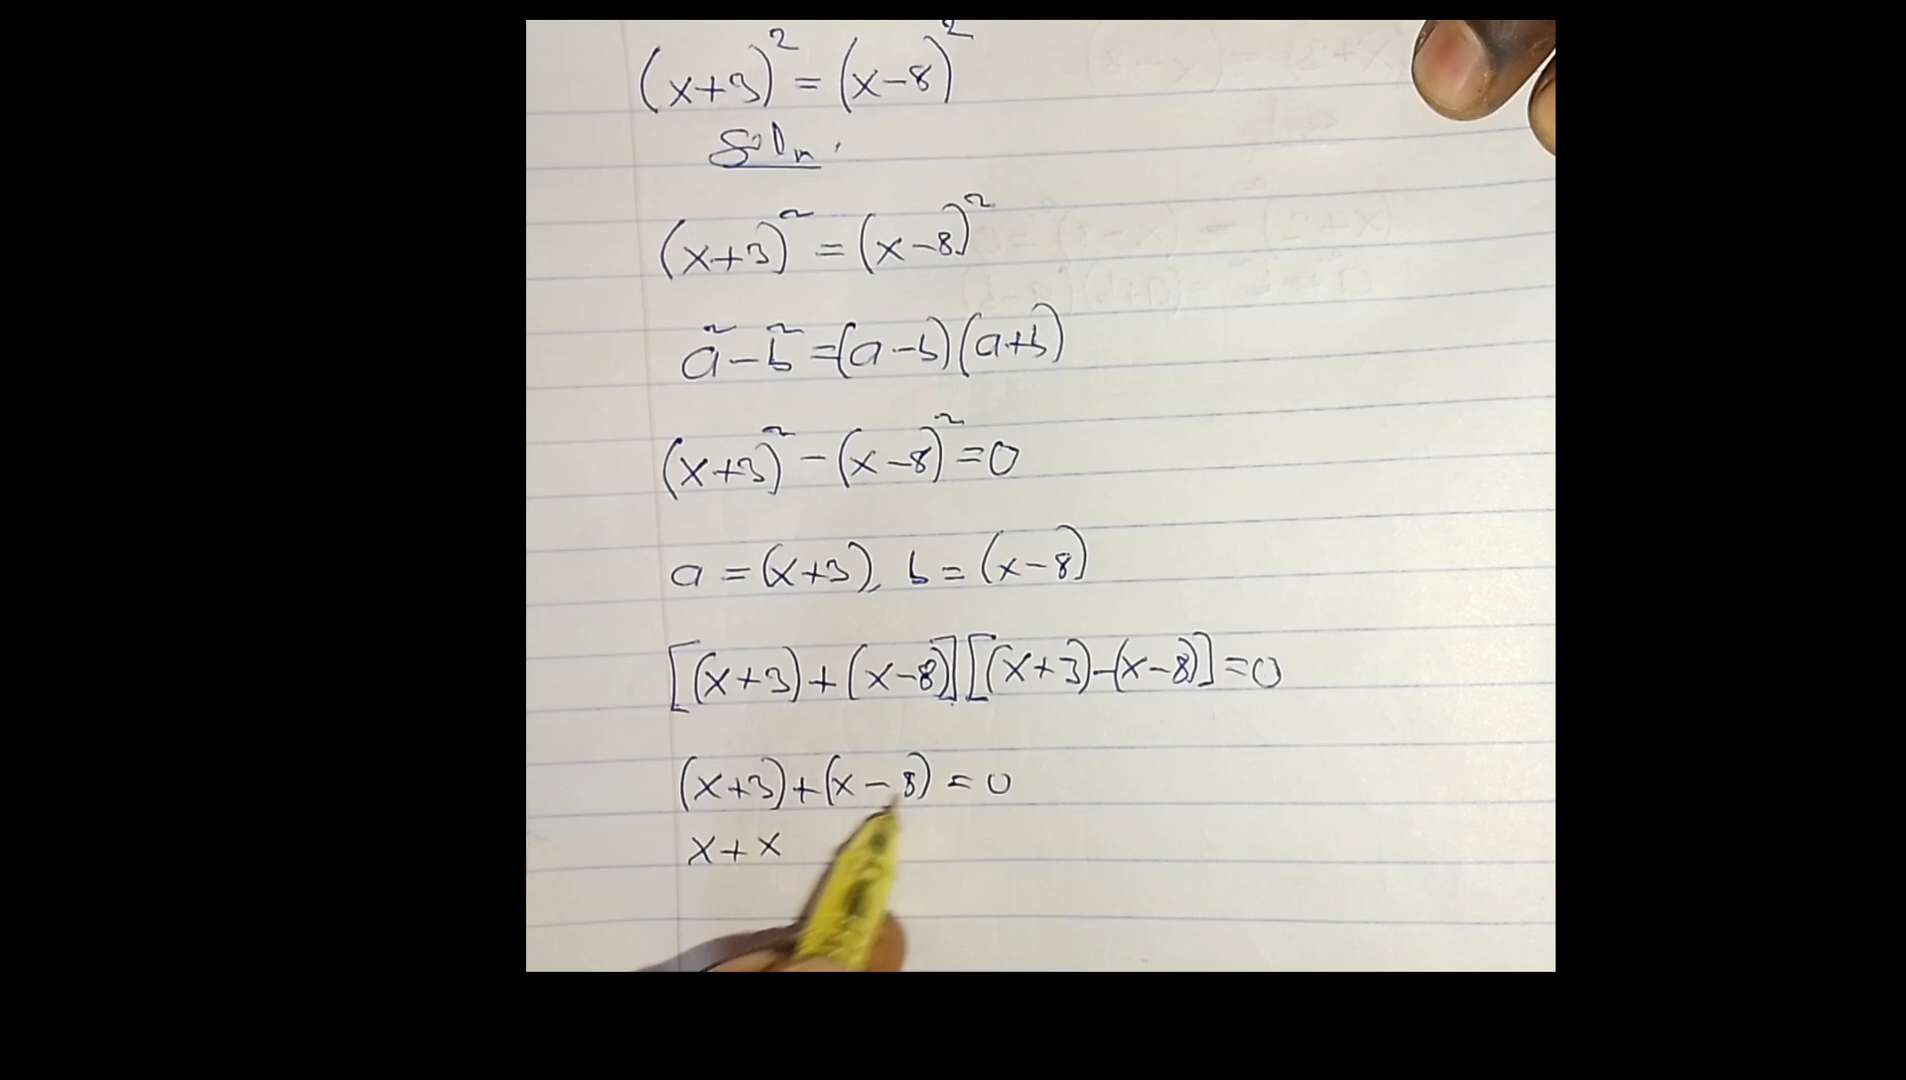 (x+3)² = (x-8)²
Soln.
(x+3)² = (x-8)²
a²-b² = (a-b)(a+b)
(x+3)² - (x-8)² = 0
a = (x+3), b = (x-8)
[(x+3) + (x-8)][(x+3) - (x-8)] = 0
(x+3) + (x-8) = 0
x + x